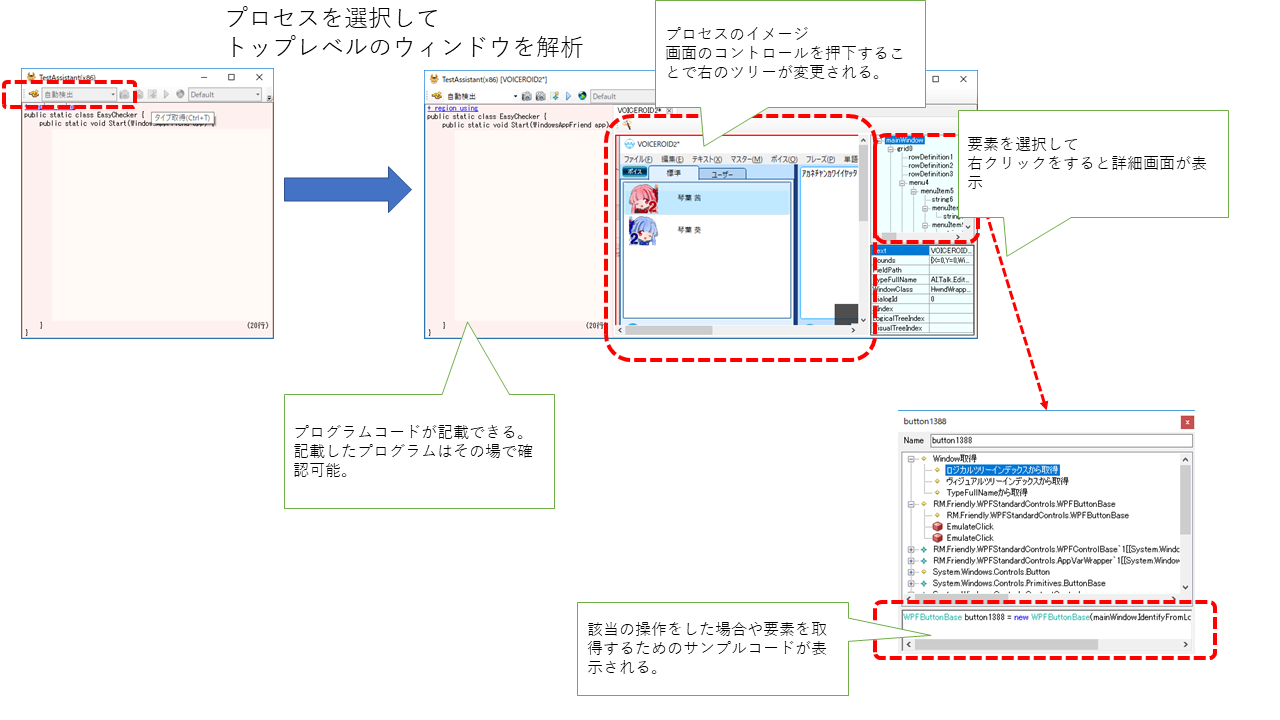 プロセスを選択して
トップレベルのウィンドウを解析
TestAssistant(x86)
自動検出
Default
public static class EasyChecker {
public static void Start(WindowsAppFriend app) {
タイプ取得(Ctrl+T)
}
(20行)
}
TestAssistant(x86) [VOICEROID2*]
自動検出
Default
+ region using
public static class EasyChecker {
public static void Start(WindowsAppFriend app)
}
(20行)
}
プロセスのイメージ
画面のコントロールを押下するこ
とで右のツリーが変更される。
VOICEROID2*
VOICEROID2*
ファイル(F) 編集(E) テキスト(X) マスター(M) ボイス(O) フレーズ(P) 単語
ボイス 標準 ユーザー
アカネチャンカワイイヤッタ
琴葉 茜
琴葉 葵
mainWindow
grid0
rowDefinition1
rowDefinition2
rowDefinition3
menu4
menuItem5
string6
menuIte
string
menuIte
VOICEROID...
{X=0,Y=0,Wi...
TypeFullName AI.Talk.Edit...
WindowClass HwndWrapp...
DialogId 0
LogicalTreeIndex
VisualTreeIndex
要素を選択して
右クリックをすると詳細画面が表
示
プログラムコードが記載できる。
記載したプログラムはその場で確
認可能。
button1388
Name button1388
Window取得
ロジカルツリーインデックスから取得
ヴィジュアルツリーインデックスから取得
TypeFullNameから取得
RM.Friendly.WPFStandardControls.WPFButtonBase
RM.Friendly.WPFStandardControls.WPFButtonBase
EmulateClick
EmulateClick
RM.Friendly.WPFStandardControls.WPFControlBase`1[[System.Windo
RM.Friendly.WPFStandardControls.AppVarWrapper`1[[System.Window
System.Windows.Controls.Button
System.Windows.Controls.Primitives.ButtonBase
WPFButtonBase button1388 = new WPFButtonBase(mainWindow.IdentifyFromLo
該当の操作をした場合や要素を取
得するためのサンプルコードが表
示される。